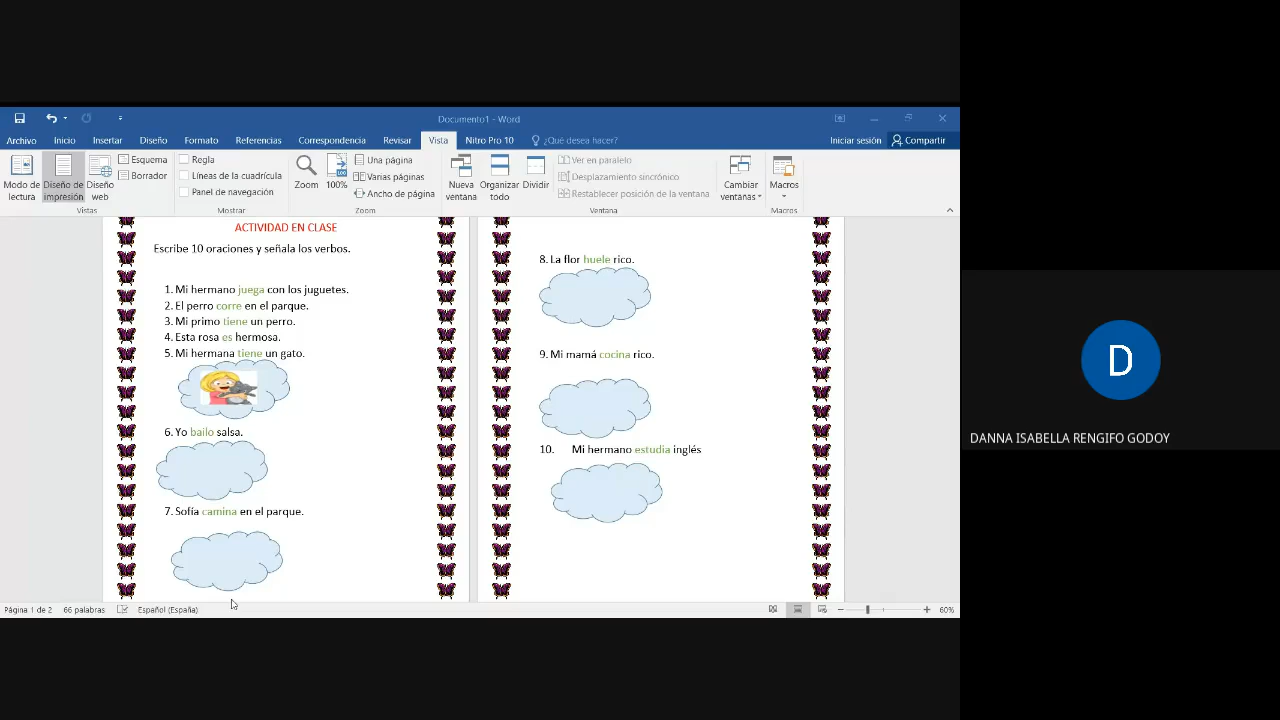 Documento1 - Word
Archivo Inicio Insertar Diseño Formato Referencias Correspondencia Revisar Vista Nitro Pro 10 ¿Qué desea hacer? Iniciar sesión Compartir
Modo de lectura
Diseño de impresión
Diseño web
Esquema
Borrador
Vistas
Regla
Líneas de la cuadrícula
Panel de navegación
Mostrar
Zoom
100
100%
Una página
Varias páginas
Ancho de página
Zoom
Nueva ventana
Organizar todo
Dividir
Ver en paralelo
Desplazamiento sincrónico
Restablecer posición de la ventana
Ventana
Cambiar ventanas
Macros
Macros
ACTIVIDAD EN CLASE
Escribe 10 oraciones y señala los verbos.
1. Mi hermano juega con los juguetes.
2. El perro corre en el parque.
3. Mi primo tiene un perro.
4. Esta rosa es hermosa.
5. Mi hermana tiene un gato.
6. Yo bailo salsa.
7. Sofía camina en el parque.
8. La flor huele rico.
9. Mi mamá cocina rico.
10. Mi hermano estudia inglés
Página 1 de 2 66 palabras Español (España) 60%
D
DANNA ISABELLA RENGIFO GODOY